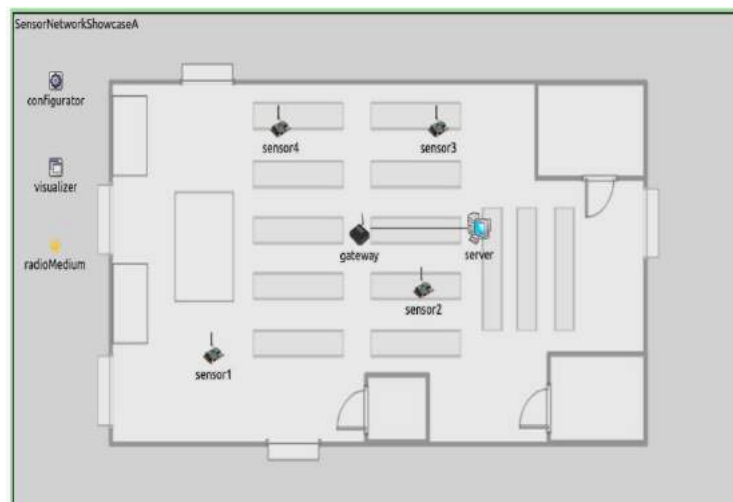 SensorNetworkShowcaseA
configurator
visualizer
radioMedium
sensor4
sensor3
gateway
server
sensor2
sensor1